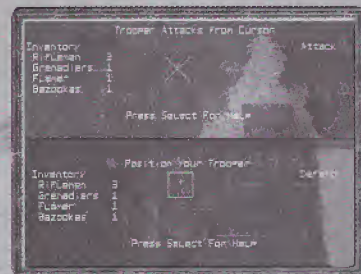 Trooper Attacks From Cursor
Inventory Attack
Riflemen 3
Grenadiers 1
Flamer 1
Bazookas 1
Press Select For Help
Position Your Trooper
Inventory Defend
Riflemen 3
Grenadiers 1
Flamer 1
Bazookas 1
Press Select For Help